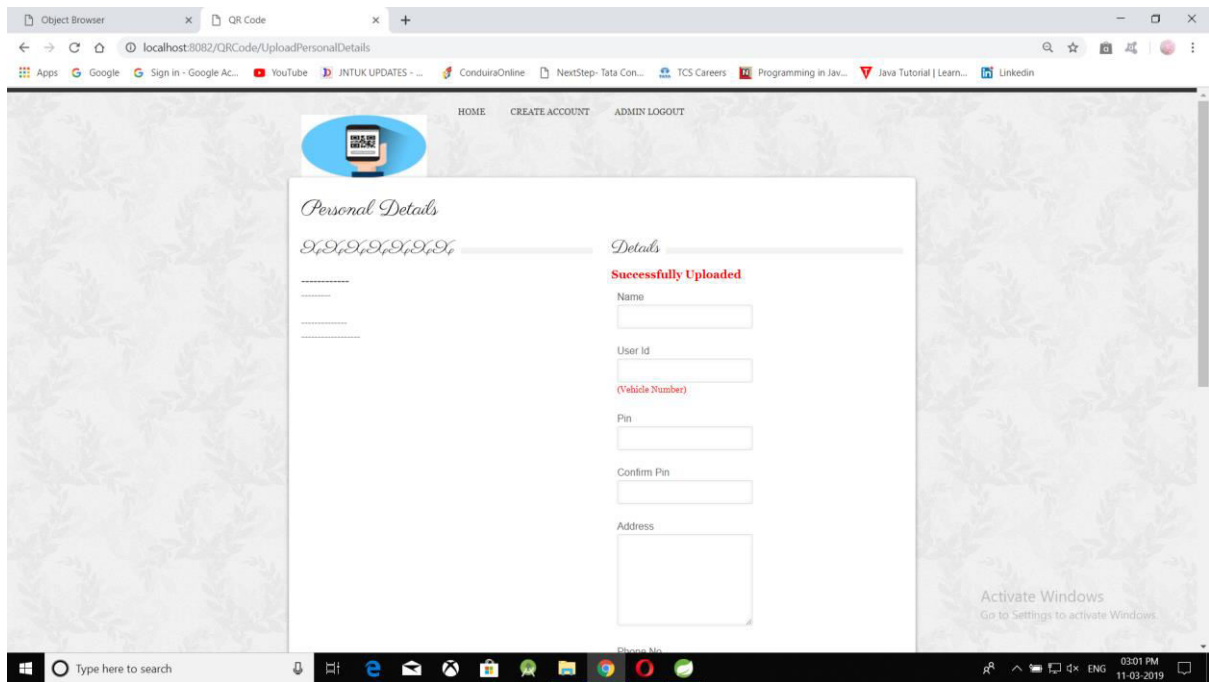 Object Browser
QR Code
localhost:8082/QRCode/UploadPersonalDetails
Apps Google Sign in - Google Ac... YouTube JNTUK UPDATES - ... ConduiraOnline NextStep- Tata Con... TCS Careers Programming in Jav... Java Tutorial | Learn... Linkedin
HOME CREATE ACCOUNT ADMIN LOGOUT
Personal Details
Details
Successfully Uploaded
------------
---------
--------------
------------------
Name
User Id
(Vehicle Number)
Pin
Confirm Pin
Address
Phone No
Activate Windows
Go to Settings to activate Windows.
Type here to search
ENG
03:01 PM
11-03-2019